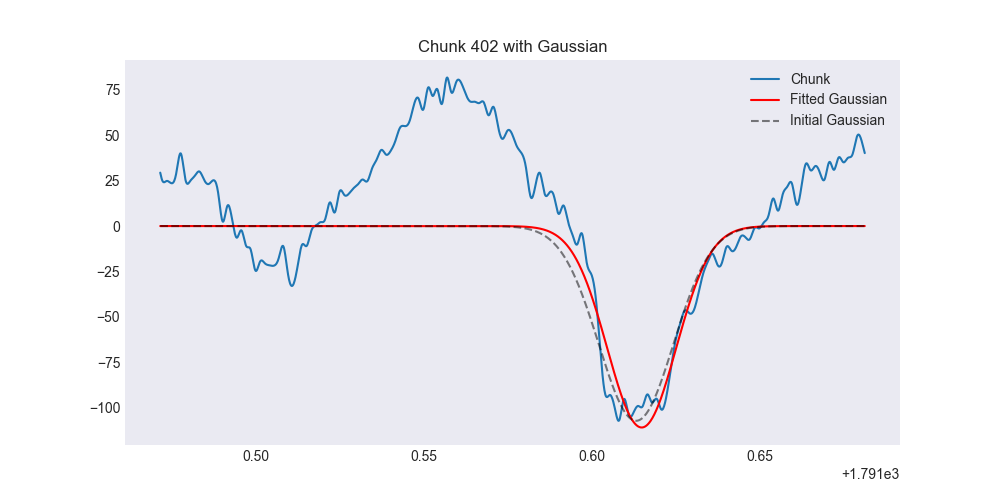 Chunk 402 with Gaussian
Chunk
Fitted Gaussian
Initial Gaussian
75
50
25
0
−25
−50
−75
−100
0.50 0.55 0.60 0.65
+1.791e3